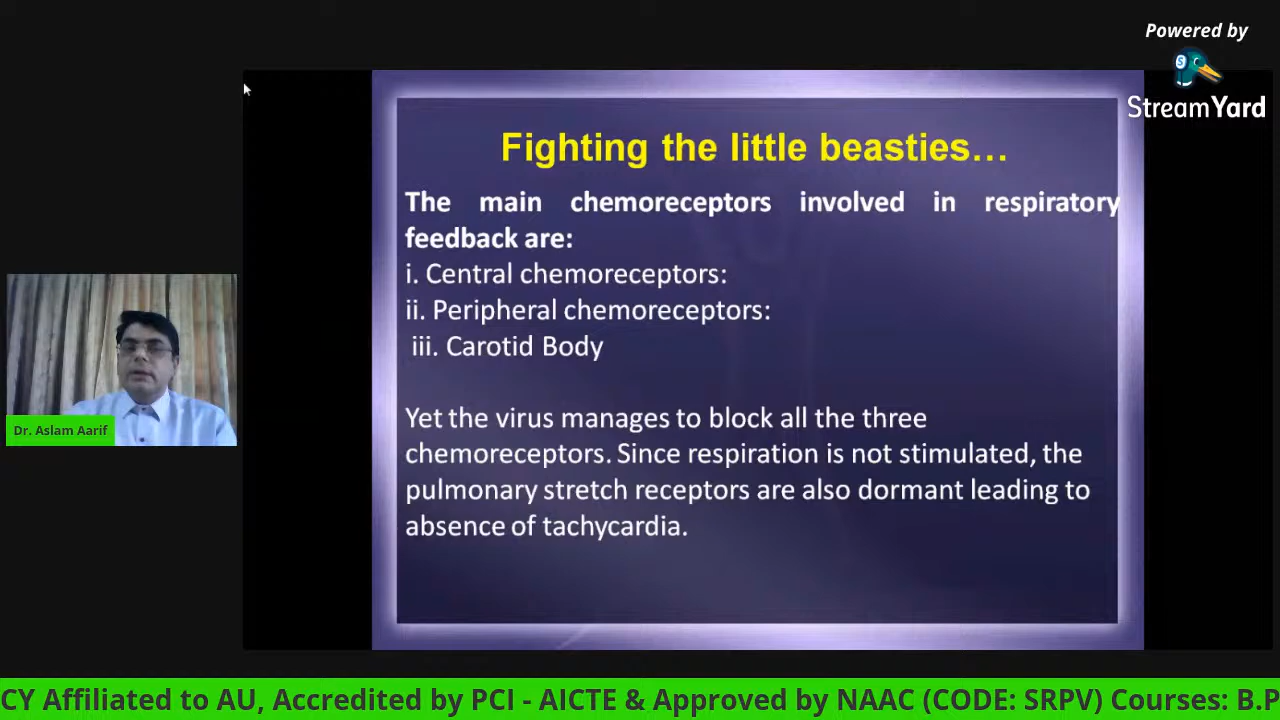 Powered by
StreamYard
Fighting the little beasties...
The main chemoreceptors involved in respiratory
feedback are:
i. Central chemoreceptors:
ii. Peripheral chemoreceptors:
iii. Carotid Body
Yet the virus manages to block all the three
chemoreceptors. Since respiration is not stimulated, the
pulmonary stretch receptors are also dormant leading to
absence of tachycardia.
Dr. Aslam Aarif
CY Affiliated to AU, Accredited by PCI - AICTE & Approved by NAAC (CODE: SRPV) Courses: B.P